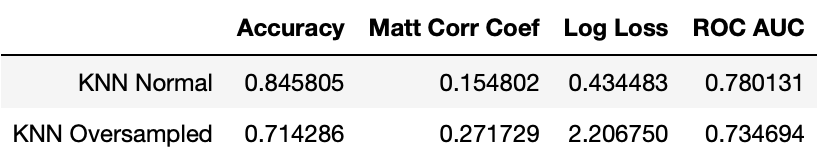 Accuracy Matt Corr Coef Log Loss ROC AUC
KNN Normal 0.845805 0.154802 0.434483 0.780131
KNN Oversampled 0.714286 0.271729 2.206750 0.734694